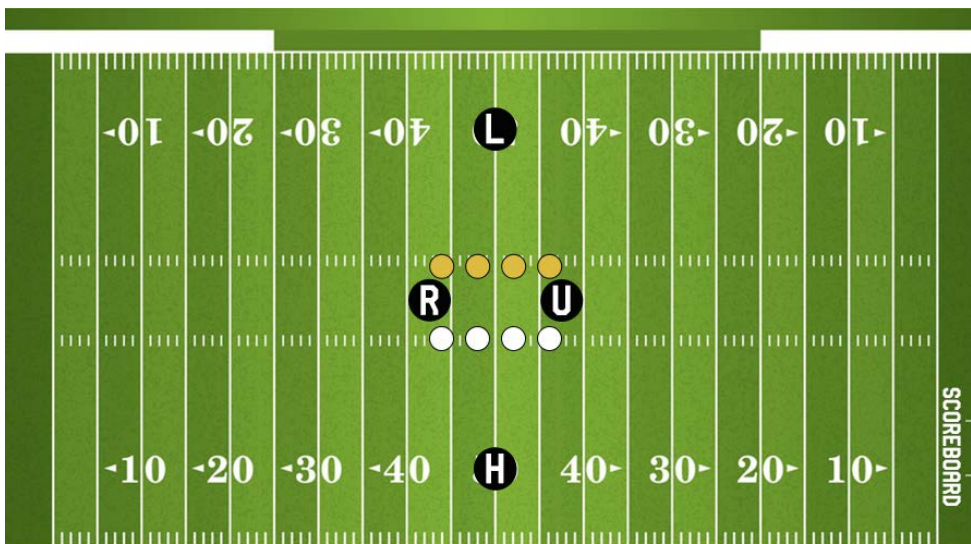 ◂10 ◂20 ◂30 ◂40 L 40▸ 30▸ 20▸ 10▸
R U
◂10 ◂20 ◂30 ◂40 H 40▸ 30▸ 20▸ 10▸
SCOREBOARD